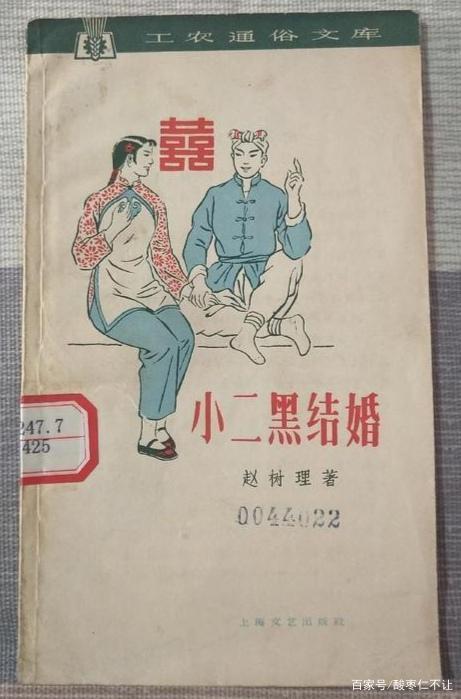 工农通俗文库
囍
小二黑结婚
赵树理著
0044022
247.7
425
上海文艺出版社
百家号/酸枣仁不让